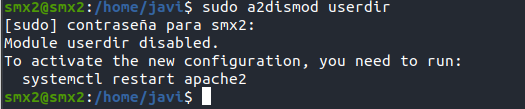 smx2@smx2:/home/javi$ sudo a2dismod userdir
[sudo] contraseña para smx2:
Module userdir disabled.
To activate the new configuration, you need to run:
  systemctl restart apache2
smx2@smx2:/home/javi$